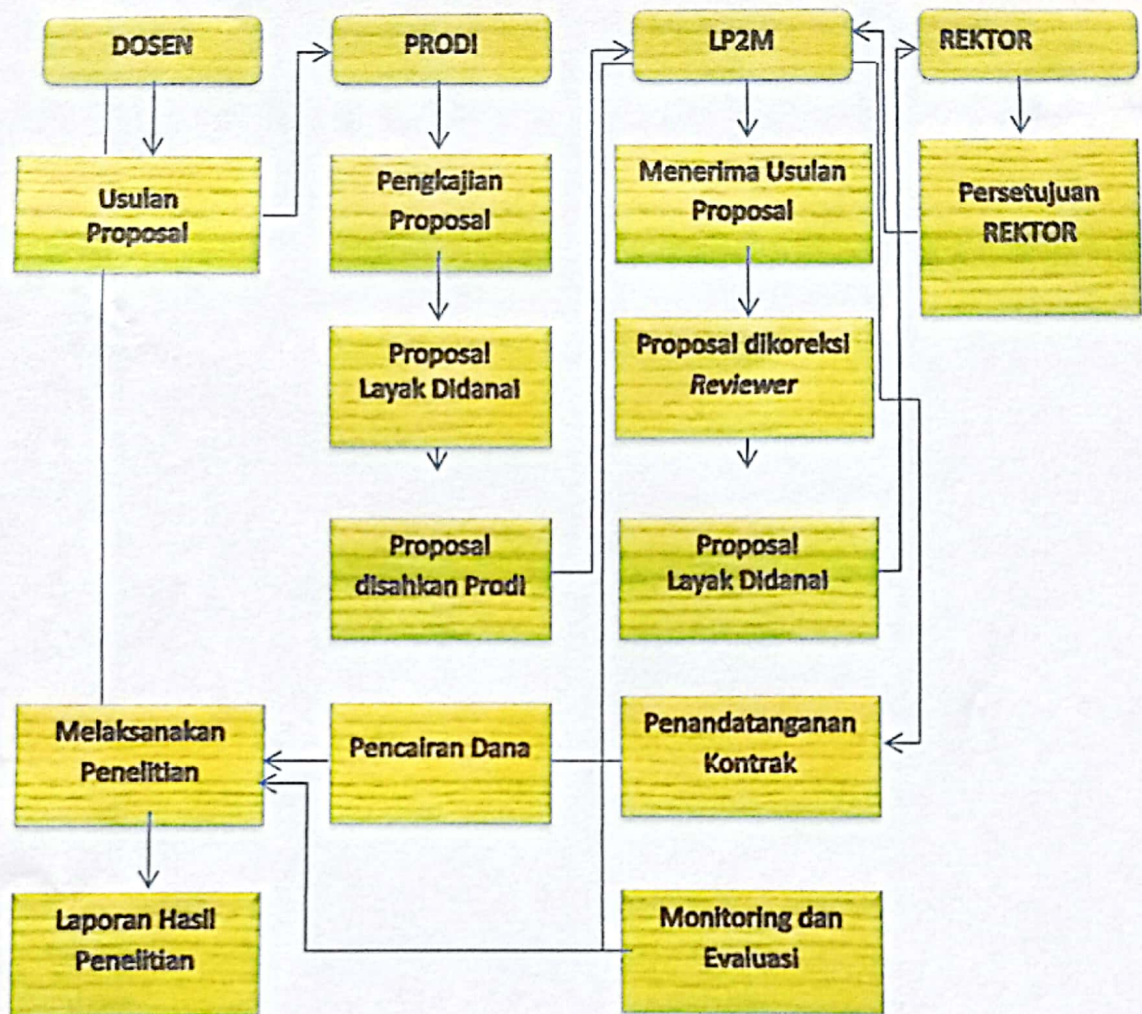 DOSEN
PRODI
LP2M
REKTOR
Usulan
Proposal
Pengkajian
Proposal
Menerima Usulan
Proposal
Persetujuan
REKTOR
Proposal
Layak Didanai
Proposal dikoreksi
Reviewer
Proposal
disahkan Prodi
Proposal
Layak Didanai
Melaksanakan
Penelitian
Pencairan Dana
Penandatanganan
Kontrak
Laporan Hasil
Penelitian
Monitoring dan
Evaluasi